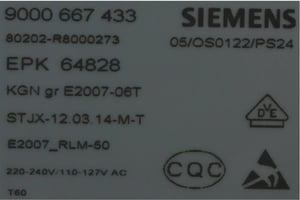 9000 667 433 SIEMENS
80202-R8000273 05/OS0122/PS24
EPK 64828
KGN gr E2007-06T
STJX-12.03.14-M-T
DVE
E2007_RLM-50
CQC
220-240V/110-127V AC
T60